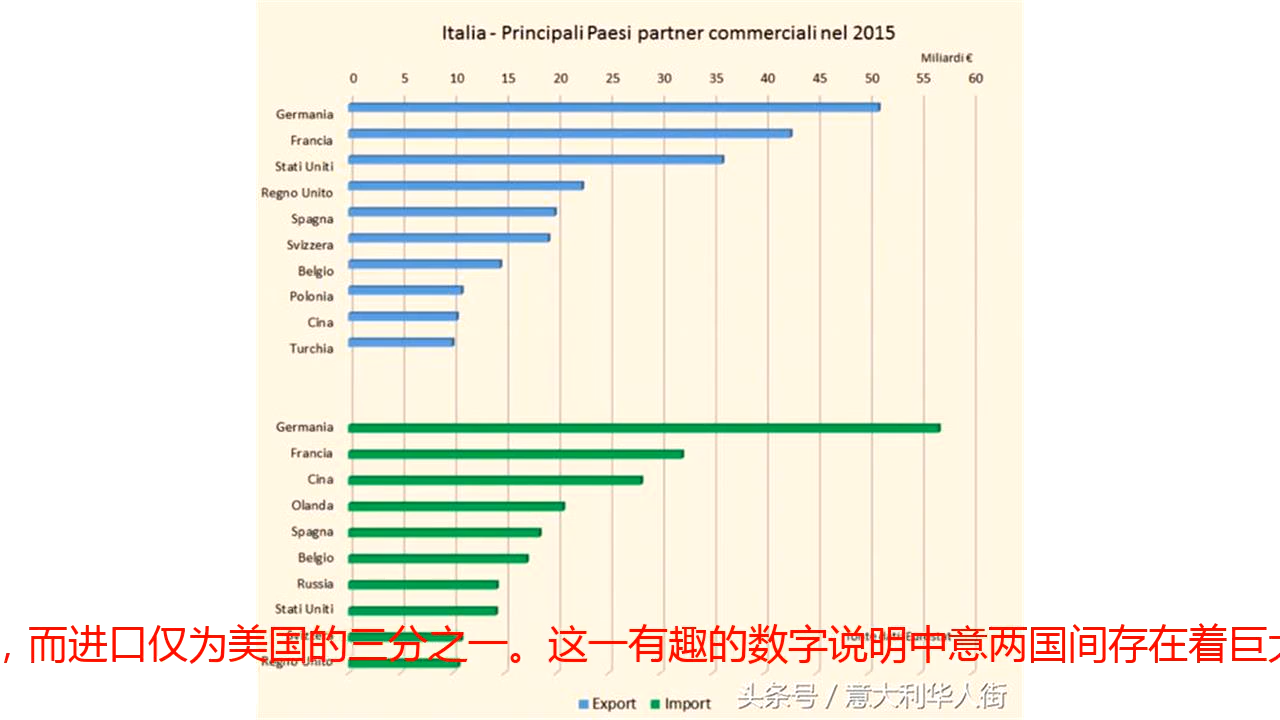 Italia - Principali Paesi partner commerciali nel 2015
Miliardi €
0 5 10 15 20 25 30 35 40 45 50 55 60
Germania
Francia
Stati Uniti
Regno Unito
Spagna
Svizzera
Belgio
Polonia
Cina
Turchia
Germania
Francia
Cina
Olanda
Spagna
Belgio
Russia
Stati Uniti
Svizzera
fonte dati: Eurostat
，而进口仅为美国的三分之一。这一有趣的数字说明中意两国间存在着巨
Regno Unito
Export Import
头条号 / 意大利华人街